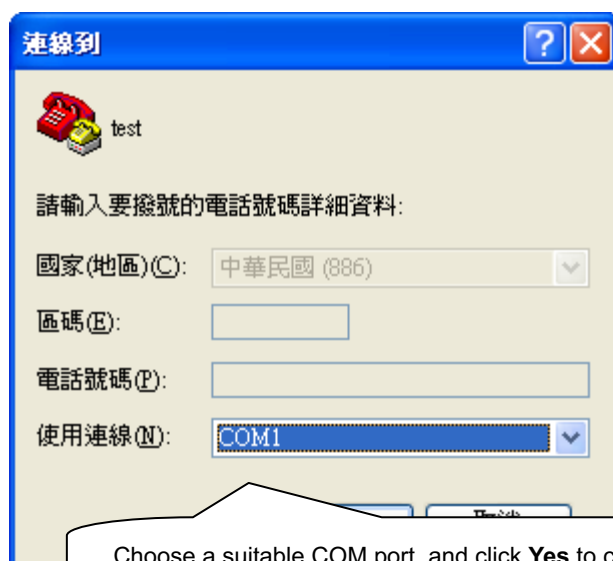 連線到
test
請輸入要撥號的電話號碼詳細資料:
國家(地區)(C): 中華民國 (886)
區碼(E):
電話號碼(P):
使用連線(N): COM1
取消
Choose a suitable COM port, and click Yes to